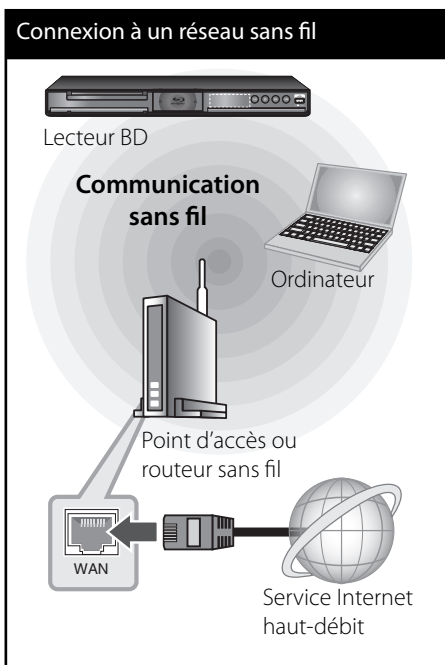 Connexion à un réseau sans fil
Lecteur BD
Communication
sans fil
Ordinateur
Point d'accès ou
routeur sans fil
WAN
Service Internet
haut-débit